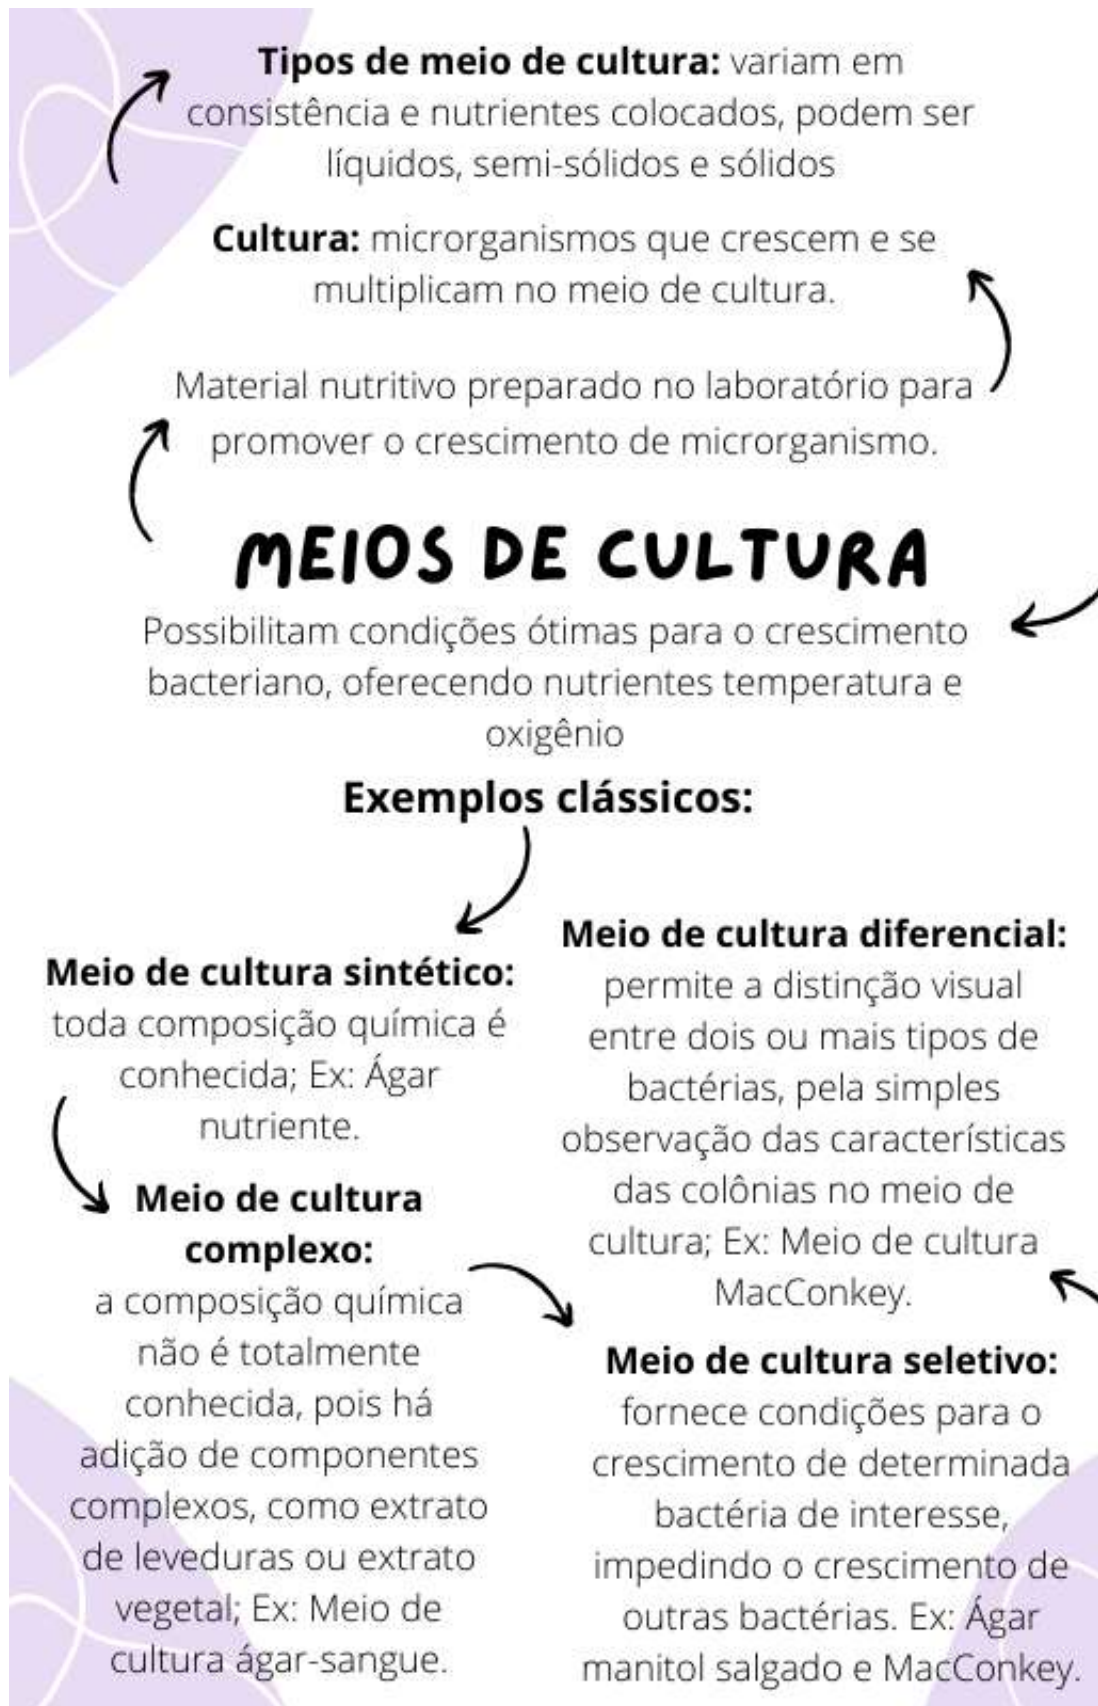 Tipos de meio de cultura: variam em
consistência e nutrientes colocados, podem ser
líquidos, semi-sólidos e sólidos
Cultura: microrganismos que crescem e se
multiplicam no meio de cultura.
Material nutritivo preparado no laboratório para
promover o crescimento de microrganismo.
MEIOS DE CULTURA
Possibilitam condições ótimas para o crescimento
bacteriano, oferecendo nutrientes temperatura e
oxigênio
Exemplos clássicos:
Meio de cultura sintético:
toda composição química é
conhecida; Ex: Ágar
nutriente.
Meio de cultura
complexo:
a composição química
não é totalmente
conhecida, pois há
adição de componentes
complexos, como extrato
de leveduras ou extrato
vegetal; Ex: Meio de
cultura ágar-sangue.
Meio de cultura diferencial:
permite a distinção visual
entre dois ou mais tipos de
bactérias, pela simples
observação das características
das colônias no meio de
cultura; Ex: Meio de cultura
MacConkey.
Meio de cultura seletivo:
fornece condições para o
crescimento de determinada
bactéria de interesse,
impedindo o crescimento de
outras bactérias. Ex: Ágar
manitol salgado e MacConkey.